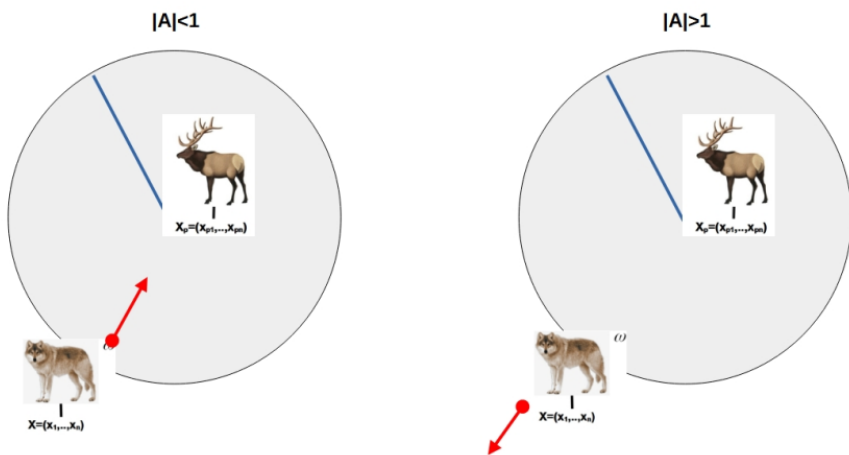 |A|<1
|A|>1
Xₚ=(xₚ₁,..,xₚₙ)
Xₚ=(xₚ₁,..,xₚₙ)
ω
X=(x₁,..,xₙ)
X=(x₁,..,xₙ)